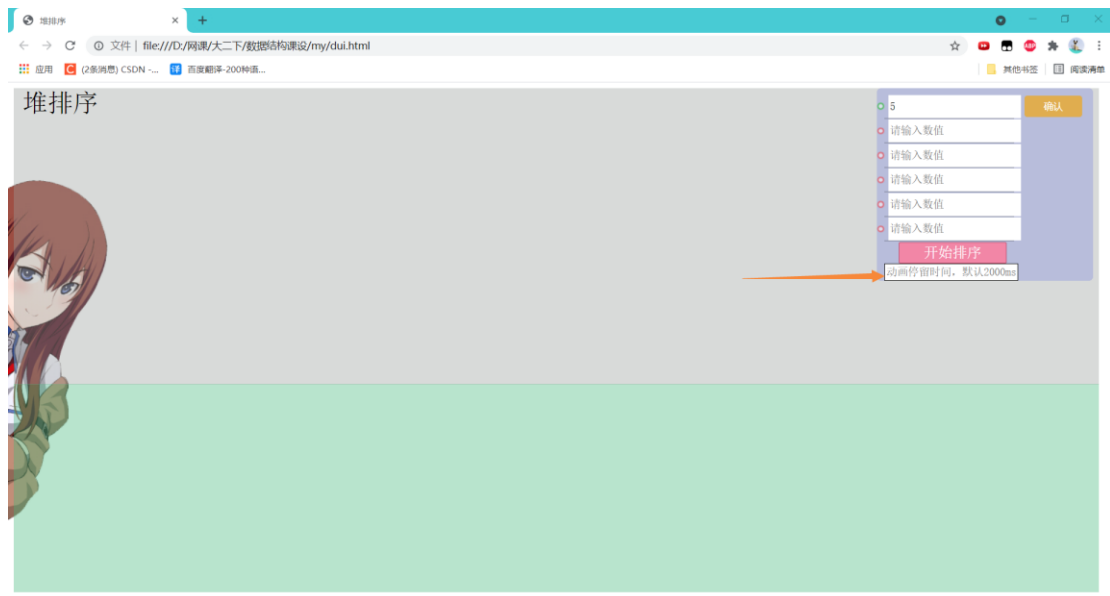 堆排序
文件 | file:///D:/网课/大二下/数据结构课设/my/dui.html
ABP
应用 C (2条消息) CSDN -... 译 百度翻译-200种语... 其他书签 阅读清单
堆排序
5 确认
请输入数值
请输入数值
请输入数值
请输入数值
请输入数值
开始排序
动画停留时间，默认2000ms